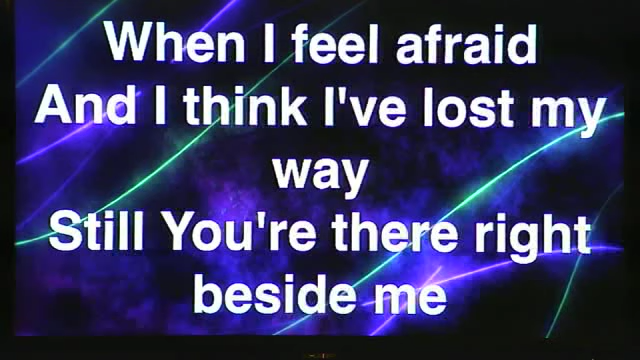 When I feel afraid
And I think I've lost my
way
Still You're there right
beside me